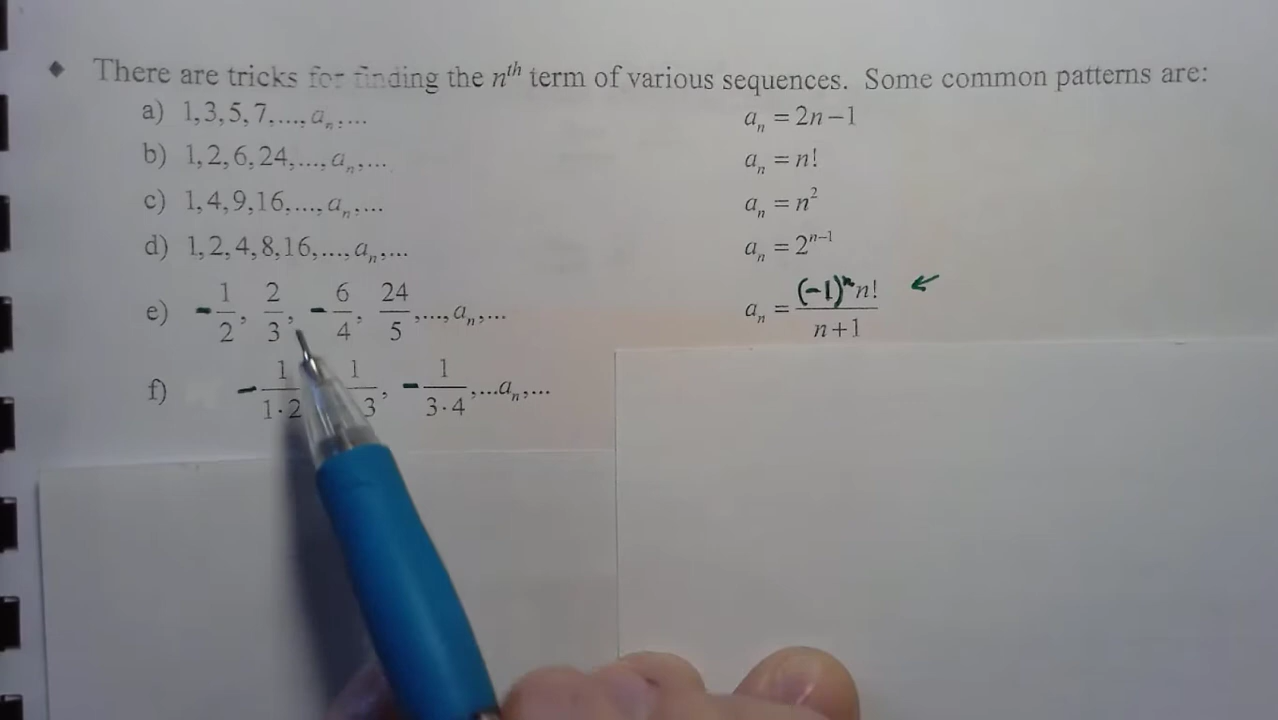 There are tricks for finding the n^th term of various sequences. Some common patterns are:
a) 1,3,5,7,...,a_n,... a_n = 2n−1
b) 1,2,6,24,...,a_n,... a_n = n!
c) 1,4,9,16,...,a_n,... a_n = n^2
d) 1,2,4,8,16,...,a_n,... a_n = 2^(n−1)
e) -1/2, 2/3, -6/4, 24/5,...,a_n,... a_n = (-1)^n n!/(n+1)
f) -1/(1·2) 1/3, -1/(3·4),...a_n,...